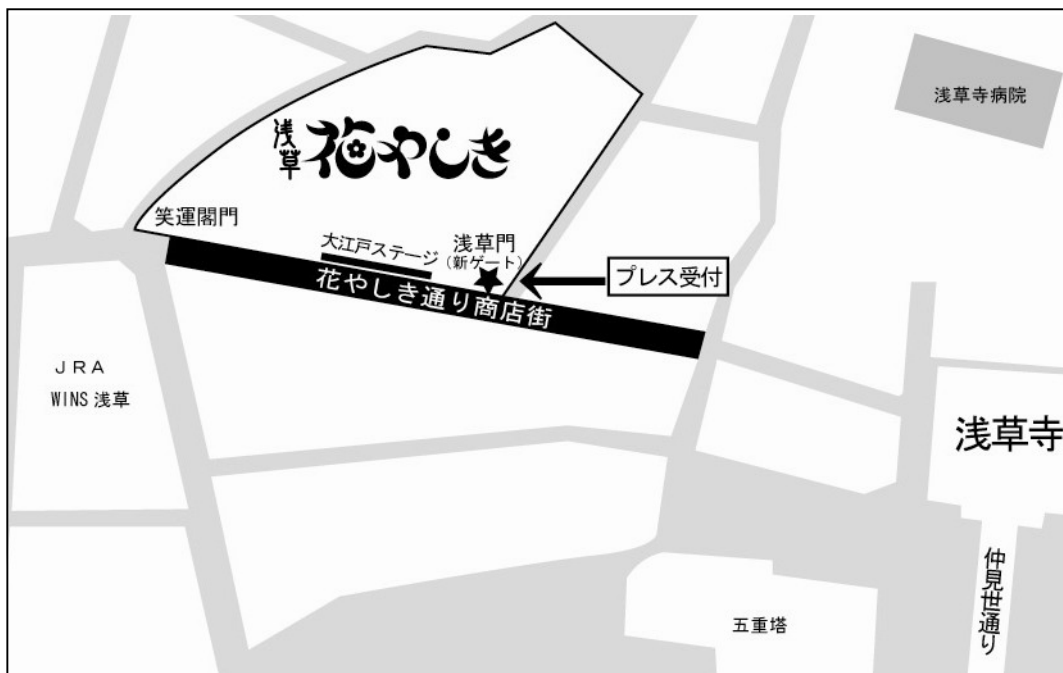 浅草寺病院
浅草
花やしき
笑運閣門
大江戸ステージ
浅草門
（新ゲート）
プレス受付
花やしき通り商店街
ＪＲＡ
WINS 浅草
浅草寺
仲見世通り
五重塔